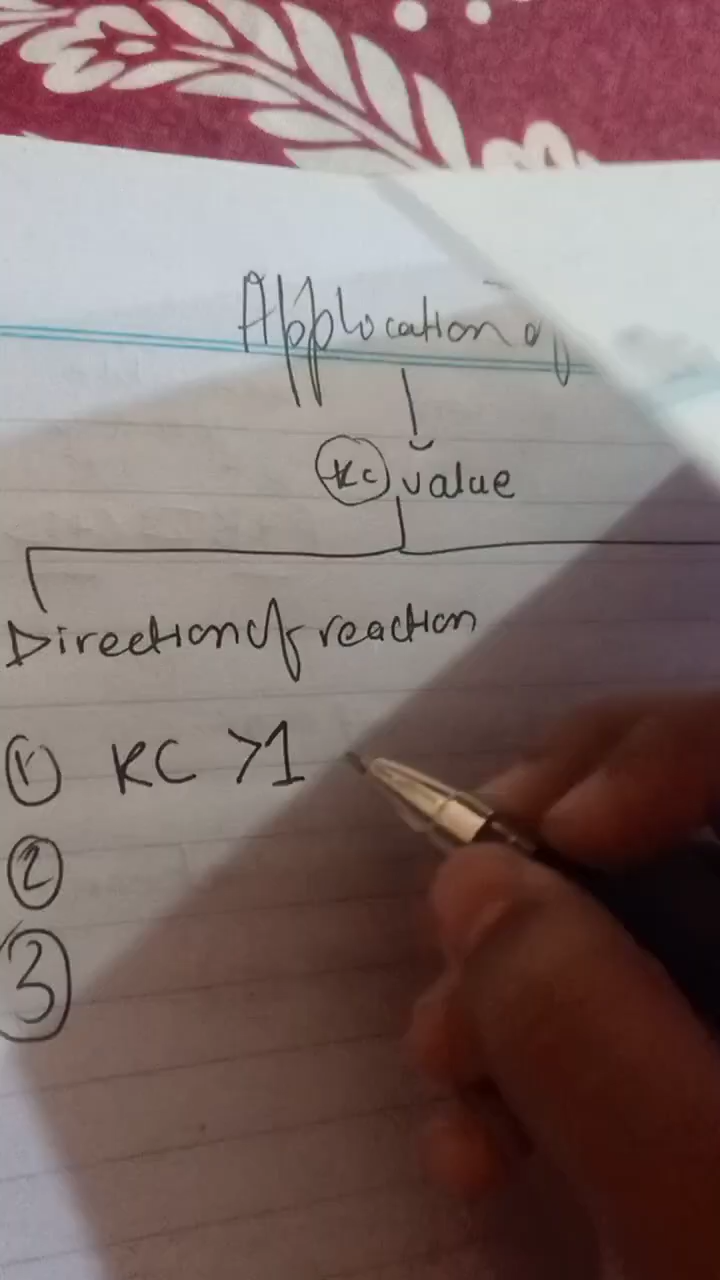 Application of
Kc value
Direction of reaction
① KC >1
②
③